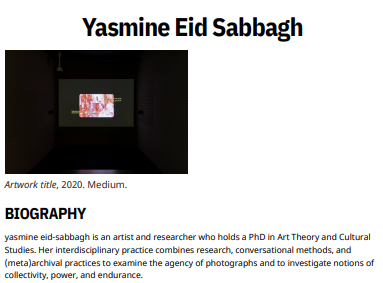 Yasmine Eid Sabbagh
Artwork title, 2020. Medium.
BIOGRAPHY
yasmine eid-sabbagh is an artist and researcher who holds a PhD in Art Theory and Cultural
Studies. Her interdisciplinary practice combines research, conversational methods, and
(meta)archival practices to examine the agency of photographs and to investigate notions of
collectivity, power, and endurance.